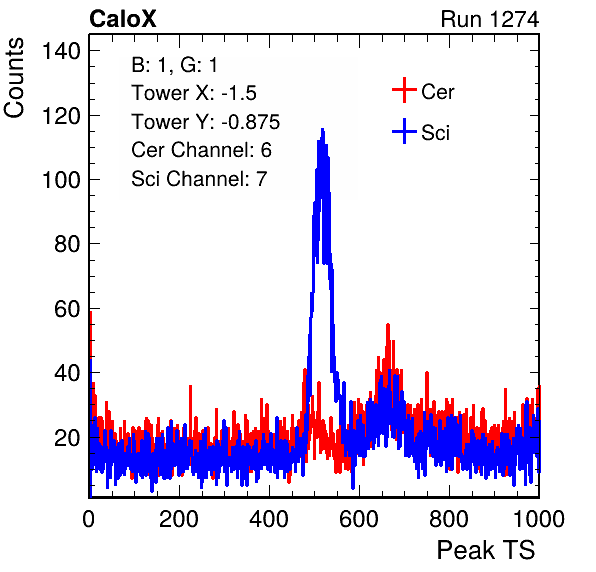 CaloX Run 1274
Counts
140
120
100
80
60
40
20
B: 1, G: 1
Tower X: -1.5
Tower Y: -0.875
Cer Channel: 6
Sci Channel: 7
Cer
Sci
0 200 400 600 800 1000
Peak TS